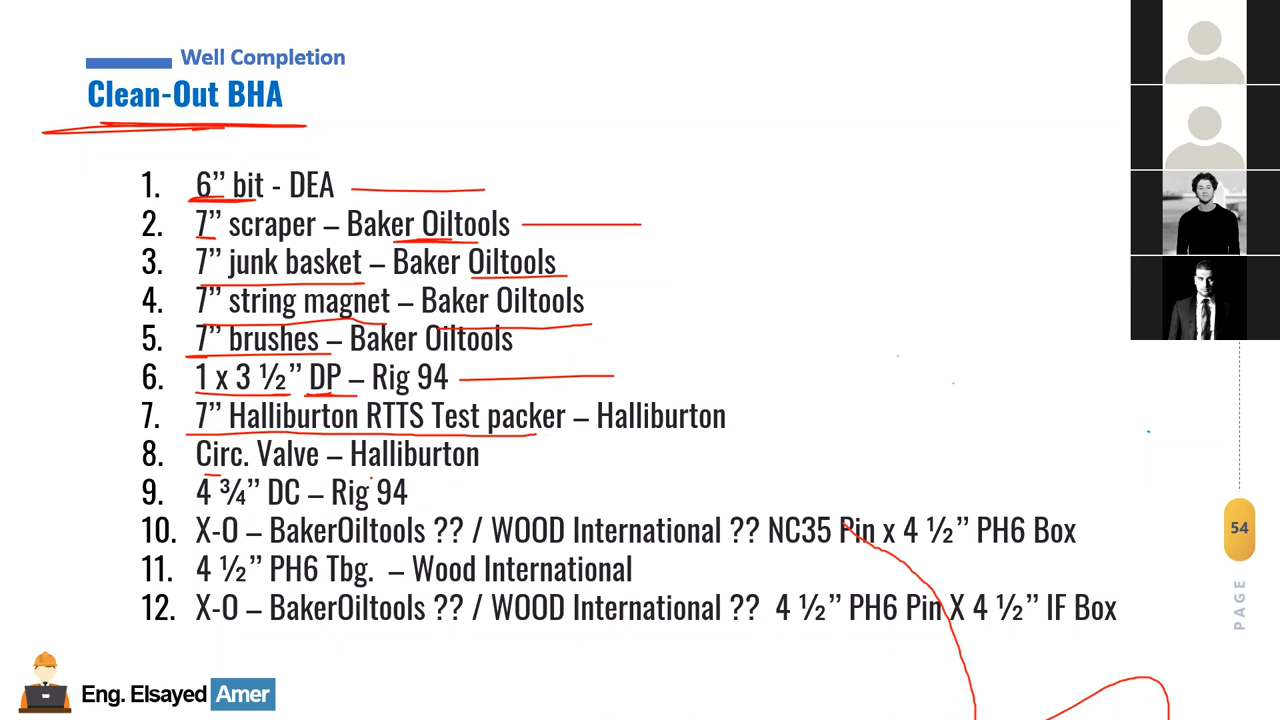 Well Completion
Clean-Out BHA
1. 6” bit - DEA
2. 7” scraper – Baker Oiltools
3. 7” junk basket – Baker Oiltools
4. 7” string magnet – Baker Oiltools
5. 7” brushes – Baker Oiltools
6. 1 x 3 ½” DP – Rig 94
7. 7” Halliburton RTTS Test packer – Halliburton
8. Circ. Valve – Halliburton
9. 4 ¾” DC – Rig 94
10. X-O – BakerOiltools ?? / WOOD International ?? NC35 Pin x 4 ½” PH6 Box
11. 4 ½” PH6 Tbg. – Wood International
12. X-O – BakerOiltools ?? / WOOD International ?? 4 ½” PH6 Pin X 4 ½” IF Box
54
PAGE
Eng. Elsayed Amer